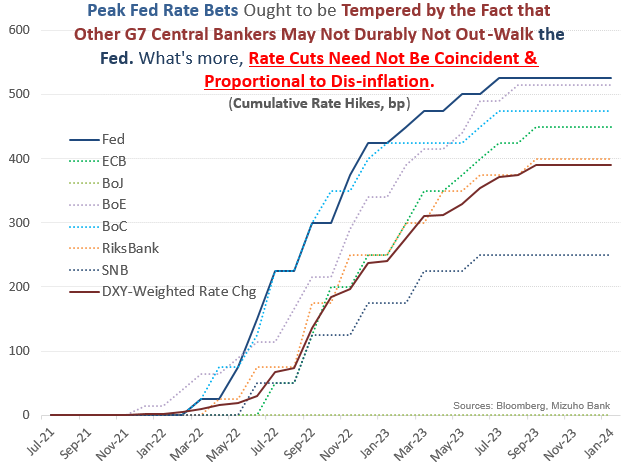 Peak Fed Rate Bets Ought to be Tempered by the Fact that
Other G7 Central Bankers May Not Durably Not Out-Walk the
Fed. What's more, Rate Cuts Need Not Be Coincident &
Proportional to Dis-inflation.
(Cumulative Rate Hikes, bp)
600
500
400
300
200
100
0
Fed
ECB
BoJ
BoE
BoC
RiksBank
SNB
DXY-Weighted Rate Chg
Sources: Bloomberg, Mizuho Bank
Jul-21
Sep-21
Nov-21
Jan-22
Mar-22
May-22
Jul-22
Sep-22
Nov-22
Jan-23
Mar-23
May-23
Jul-23
Sep-23
Nov-23
Jan-24